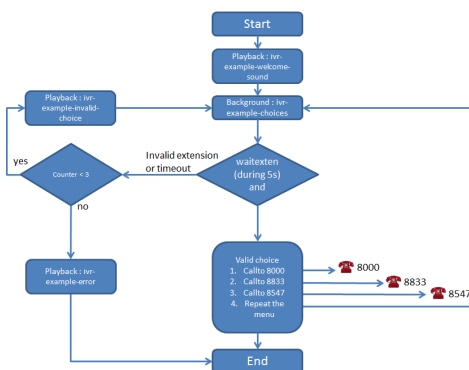 Start
Playback : ivr-
example-welcome-
sound
Playback : ivr-
example-invalid-
choice
Background : ivr-
example-choices
yes
Invalid extension
or timeout
Counter < 3
waitexten
(during 5s)
and
no
Playback : ivr-
example-error
Valid choice
1. Callto 8000
2. Callto 8833
3. Callto 8547
4. Repeat the
menu
8000
8833
8547
End